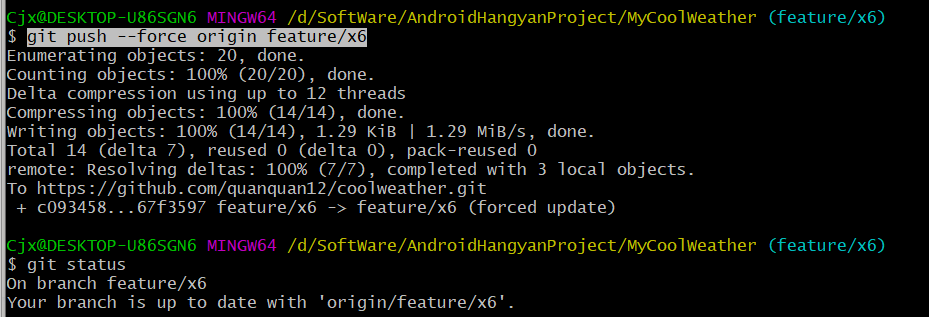 Cjx@DESKTOP-U86SGN6 MINGW64 /d/SoftWare/AndroidHangyanProject/MyCoolWeather (feature/x6)
$ git push --force origin feature/x6
Enumerating objects: 20, done.
Counting objects: 100% (20/20), done.
Delta compression using up to 12 threads
Compressing objects: 100% (14/14), done.
Writing objects: 100% (14/14), 1.29 KiB | 1.29 MiB/s, done.
Total 14 (delta 7), reused 0 (delta 0), pack-reused 0
remote: Resolving deltas: 100% (7/7), completed with 3 local objects.
To https://github.com/quanquan12/coolweather.git
 + c093458...67f3597 feature/x6 -> feature/x6 (forced update)
Cjx@DESKTOP-U86SGN6 MINGW64 /d/SoftWare/AndroidHangyanProject/MyCoolWeather (feature/x6)
$ git status
On branch feature/x6
Your branch is up to date with 'origin/feature/x6'.